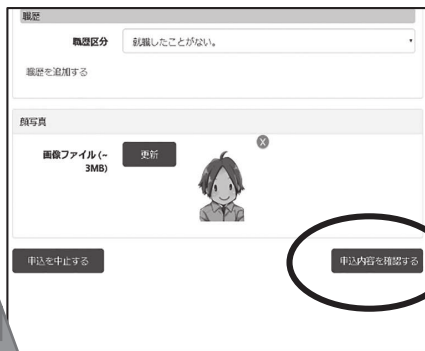 職歴
職歴区分 就職したことがない。
職歴を追加する
顔写真
画像ファイル(~ 更新
3MB)
X
申込を中止する 申込内容を確認する